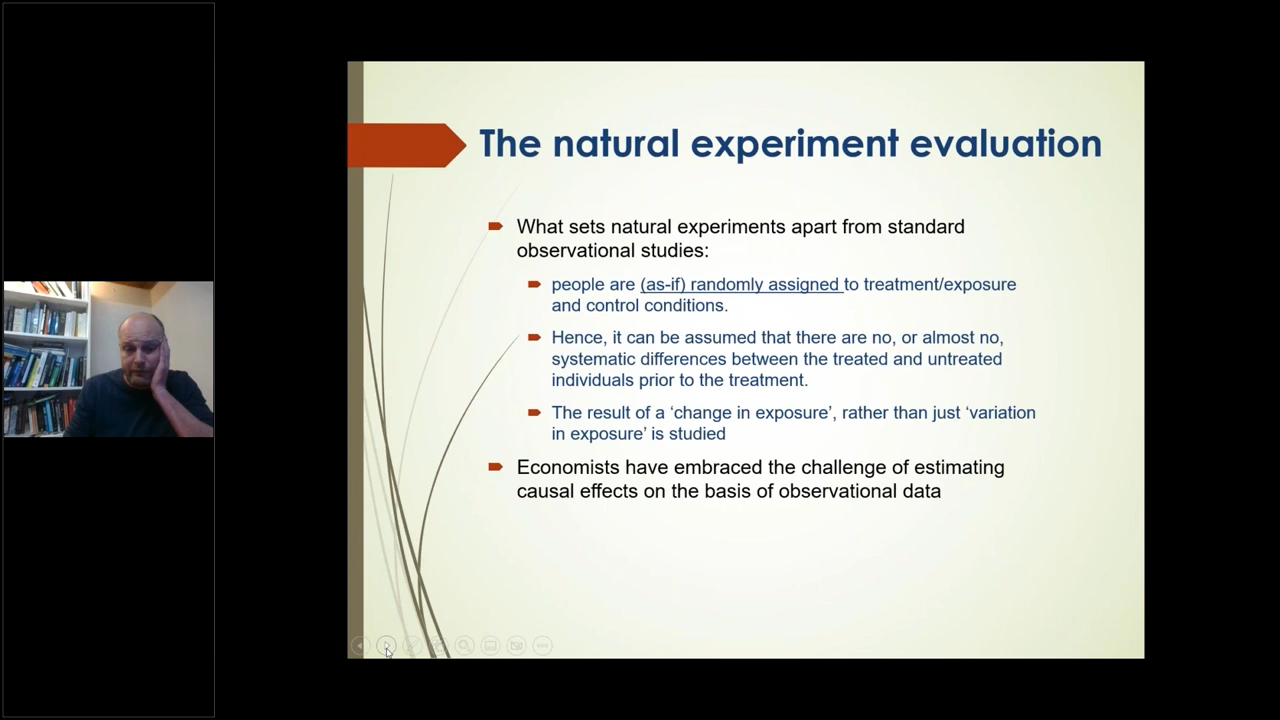 The natural experiment evaluation
What sets natural experiments apart from standard
observational studies:
people are (as-if) randomly assigned to treatment/exposure
and control conditions.
Hence, it can be assumed that there are no, or almost no,
systematic differences between the treated and untreated
individuals prior to the treatment.
The result of a ‘change in exposure’, rather than just ‘variation
in exposure’ is studied
Economists have embraced the challenge of estimating
causal effects on the basis of observational data